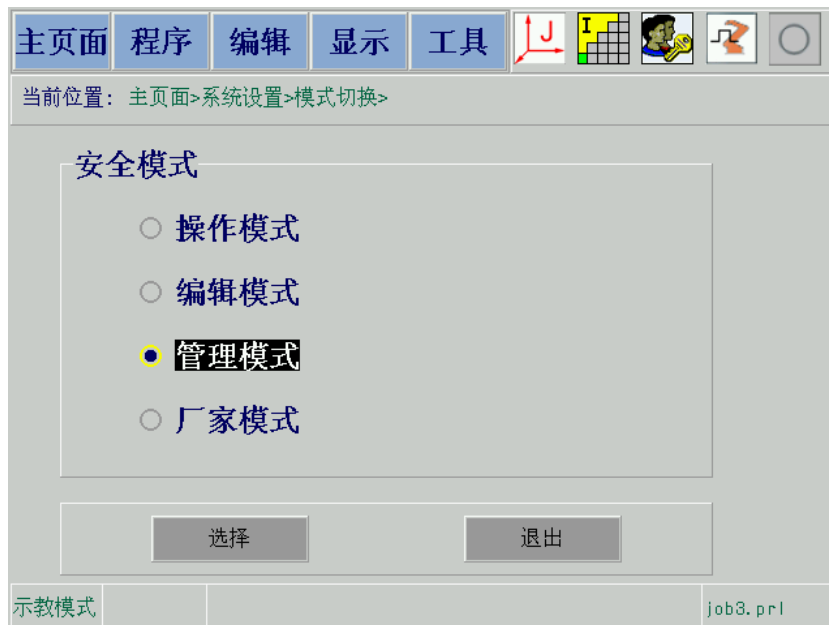 主页面 程序 编辑 显示 工具 J I
当前位置: 主页面>系统设置>模式切换>
安全模式
操作模式
编辑模式
管理模式
厂家模式
选择 退出
示教模式 job3.prl